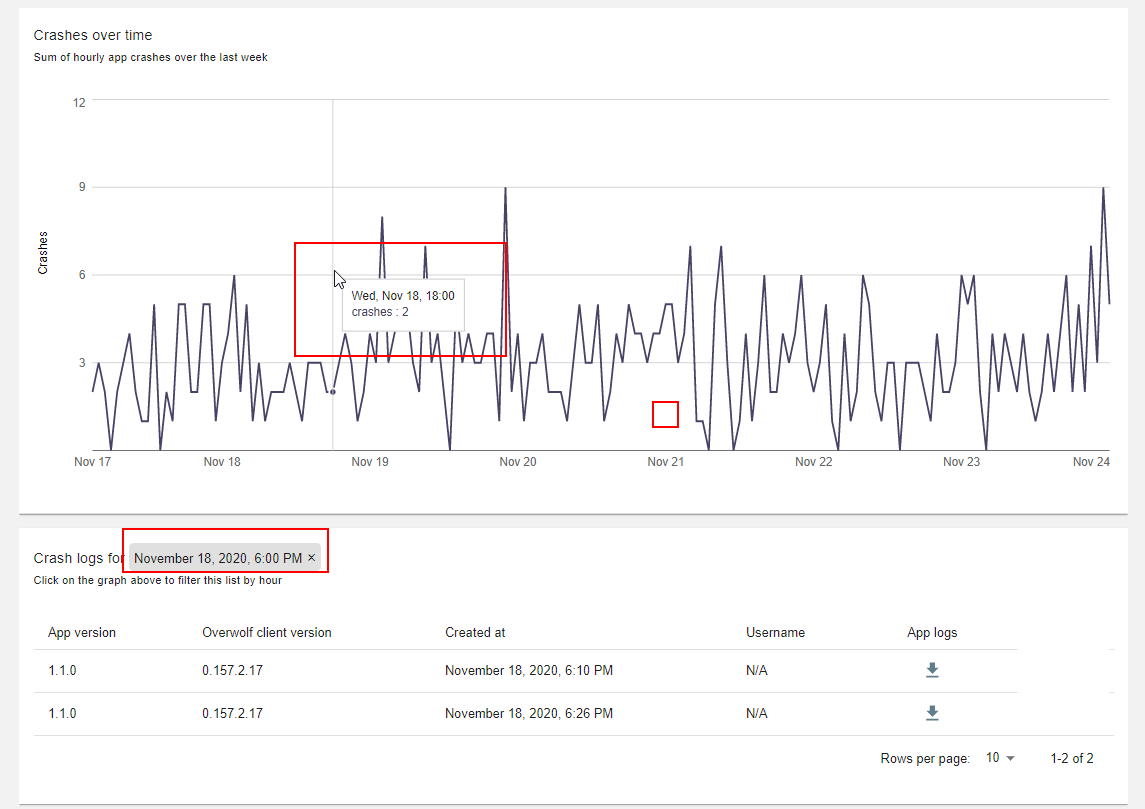 Crashes over time
Sum of hourly app crashes over the last week
12
9
6
3
Crashes
Wed, Nov 18, 18:00
crashes : 2
Nov 17 Nov 18 Nov 19 Nov 20 Nov 21 Nov 22 Nov 23 Nov 24
Crash logs for November 18, 2020, 6:00 PM ×
Click on the graph above to filter this list by hour
App version Overwolf client version Created at Username App logs
1.1.0 0.157.2.17 November 18, 2020, 6:10 PM N/A
1.1.0 0.157.2.17 November 18, 2020, 6:26 PM N/A
Rows per page: 10 1-2 of 2